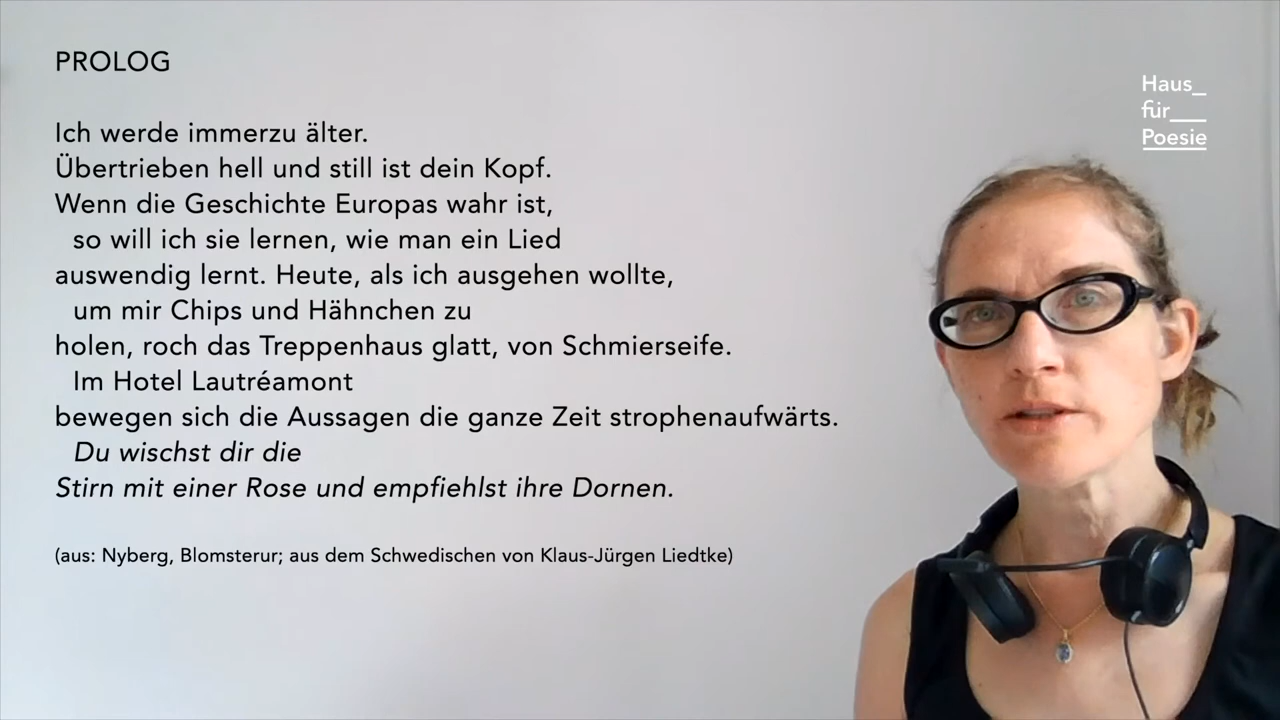 PROLOG
Ich werde immerzu älter.
Übertrieben hell und still ist dein Kopf.
Wenn die Geschichte Europas wahr ist,
so will ich sie lernen, wie man ein Lied
auswendig lernt. Heute, als ich ausgehen wollte,
um mir Chips und Hähnchen zu
holen, roch das Treppenhaus glatt, von Schmierseife.
Im Hotel Lautréamont
bewegen sich die Aussagen die ganze Zeit strophenaufwärts.
Du wischst dir die
Stirn mit einer Rose und empfiehlst ihre Dornen.
(aus: Nyberg, Blomsterur; aus dem Schwedischen von Klaus-Jürgen Liedtke)
Haus_
für__
Poesie